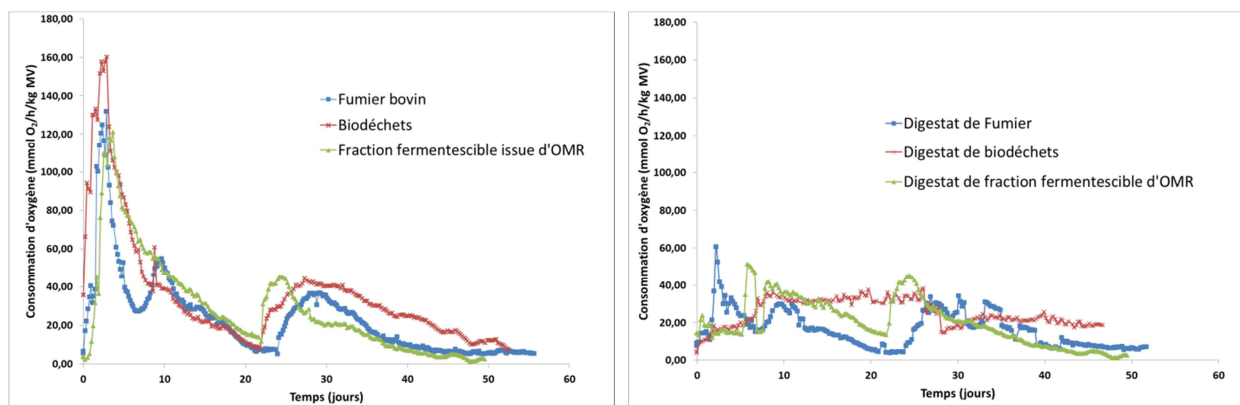 180,00
160,00
140,00
120,00
100,00
80,00
60,00
40,00
20,00
0,00
Consommation d'oxygène (mmol O₂/h/kg MV)
Fumier bovin
Biodéchets
Fraction fermentescible issue d'OMR
0 10 20 30 40 50 60
Temps (jours)
180,00
160,00
140,00
120,00
100,00
80,00
60,00
40,00
20,00
0,00
Consommation d'oxygène (mmol O₂/h/kg MV)
Digestat de Fumier
Digestat de biodéchets
Digestat de fraction fermentescible d'OMR
0 10 20 30 40 50 60
Temps (jours)